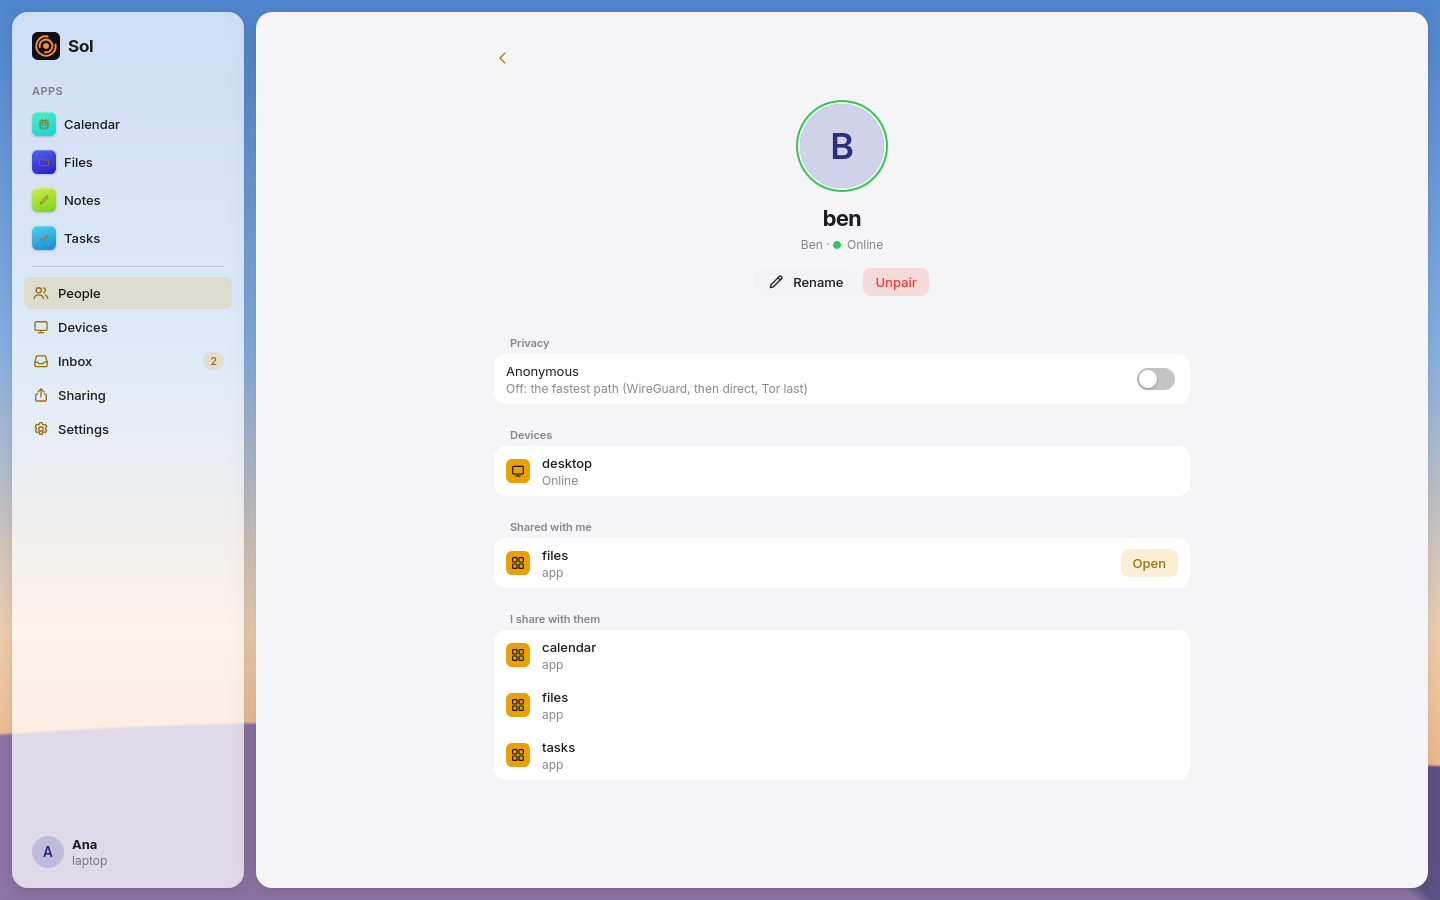 Sol
APPS
Calendar
Files
Notes
Tasks
People
Devices
Inbox 2
Sharing
Settings
A
Ana
laptop
B
ben
Ben · Online
Rename Unpair
Privacy
Anonymous
Off: the fastest path (WireGuard, then direct, Tor last)
Devices
desktop
Online
Shared with me
files
app
Open
I share with them
calendar
app
files
app
tasks
app